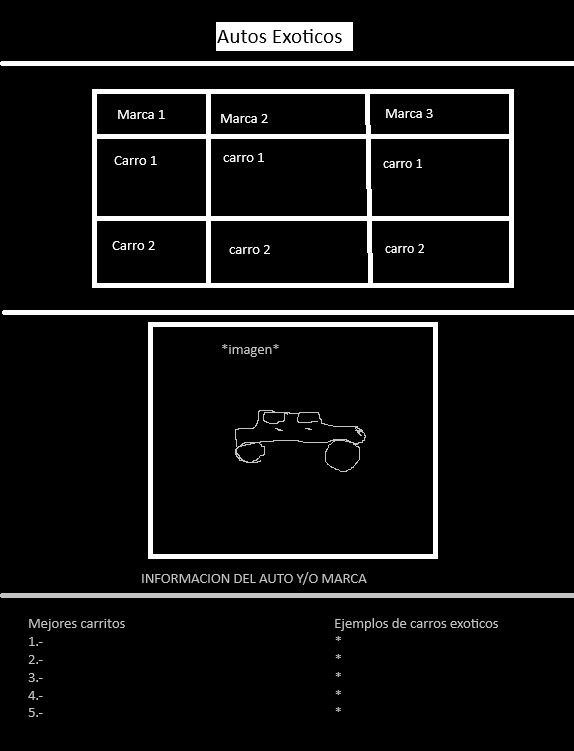 Autos Exoticos
Marca 1 Marca 2 Marca 3
Carro 1 carro 1 carro 1
Carro 2 carro 2 carro 2
*imagen*
INFORMACION DEL AUTO Y/O MARCA
Mejores carritos
1.-
2.-
3.-
4.-
5.-
Ejemplos de carros exoticos
*
*
*
*
*